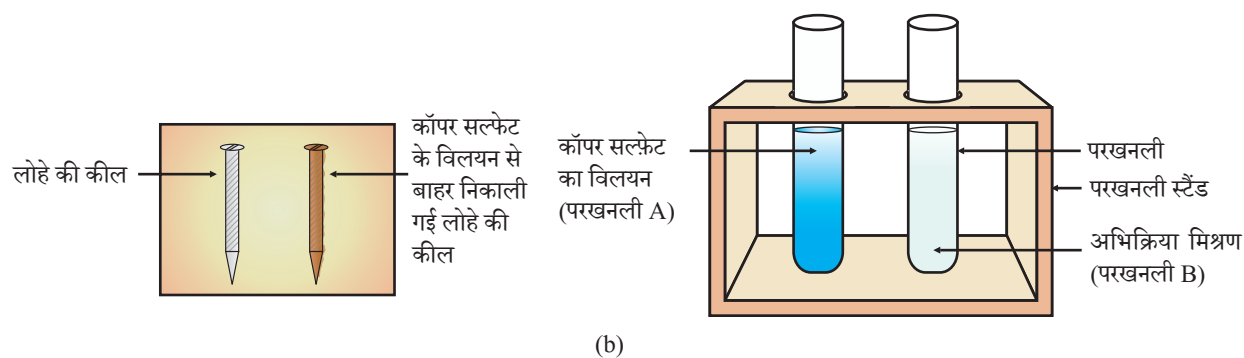 लोहे की कील
कॉपर सल्फेट
के विलयन से
बाहर निकाली
गई लोहे की
कील
कॉपर सल्फ़ेट
का विलयन
(परखनली A)
परखनली
परखनली स्टैंड
अभिक्रिया मिश्रण
(परखनली B)
(b)